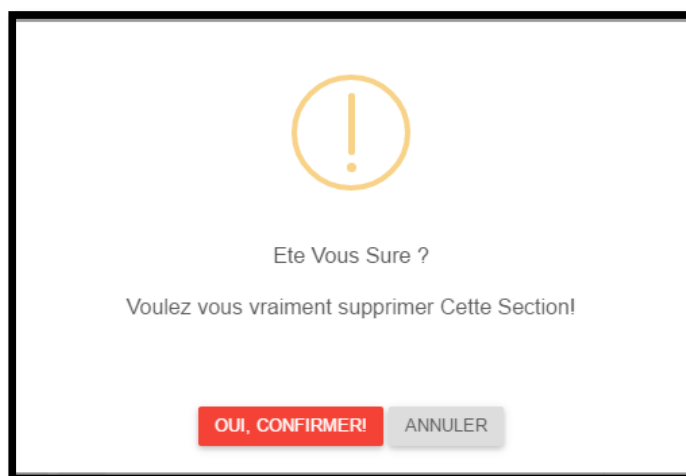 Ete Vous Sure ?
Voulez vous vraiment supprimer Cette Section!
OUI, CONFIRMER! ANNULER